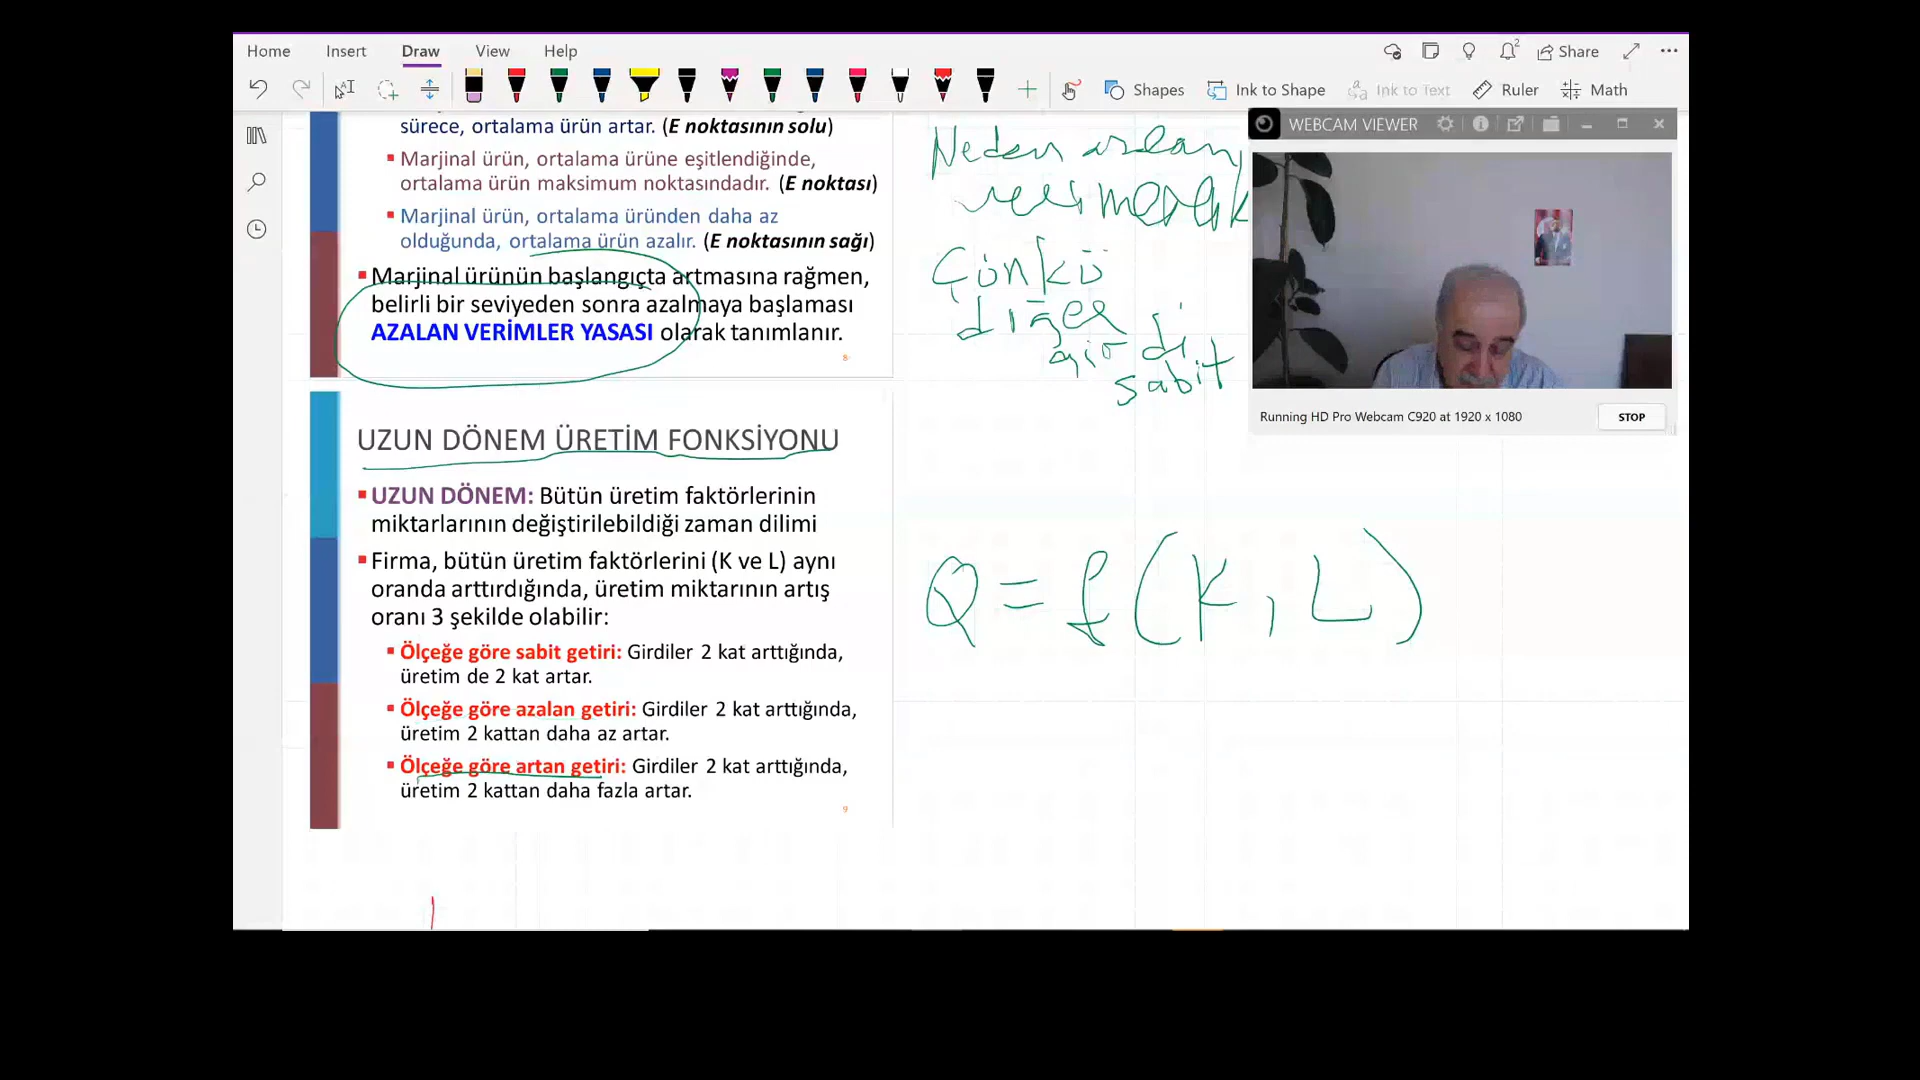 Home Insert Draw View Help
2 Share
Shapes Ink to Shape Ink to Text Ruler Math
WEBCAM VIEWER
sürece, ortalama ürün artar. (E noktasının solu)
Marjinal ürün, ortalama ürüne eşitlendiğinde,
ortalama ürün maksimum noktasındadır. (E noktası)
Marjinal ürün, ortalama üründen daha az
olduğunda, ortalama ürün azalır. (E noktasının sağı)
Marjinal ürünün başlangıçta artmasına rağmen,
belirli bir seviyeden sonra azalmaya başlaması
AZALAN VERİMLER YASASI olarak tanımlanır.
8
UZUN DÖNEM ÜRETİM FONKSİYONU
UZUN DÖNEM: Bütün üretim faktörlerinin
miktarlarının değiştirilebildiği zaman dilimi
Firma, bütün üretim faktörlerini (K ve L) aynı
oranda arttırdığında, üretim miktarının artış
oranı 3 şekilde olabilir:
Ölçeğe göre sabit getiri: Girdiler 2 kat arttığında,
üretim de 2 kat artar.
Ölçeğe göre azalan getiri: Girdiler 2 kat arttığında,
üretim 2 kattan daha az artar.
Ölçeğe göre artan getiri: Girdiler 2 kat arttığında,
üretim 2 kattan daha fazla artar.
9
Neden azalan
Çünkü
diğer
girdi
sabit
Q = f (K, L)
Running HD Pro Webcam C920 at 1920 x 1080
STOP